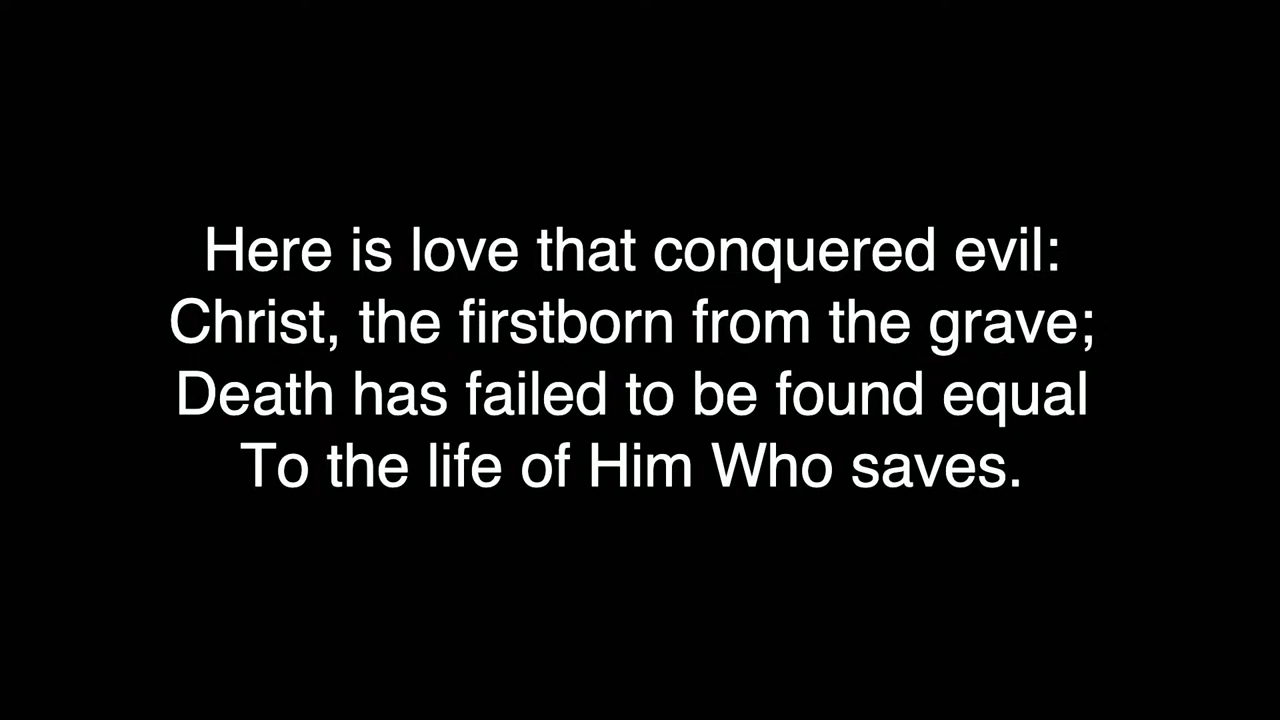 Here is love that conquered evil:
Christ, the firstborn from the grave;
Death has failed to be found equal
To the life of Him Who saves.